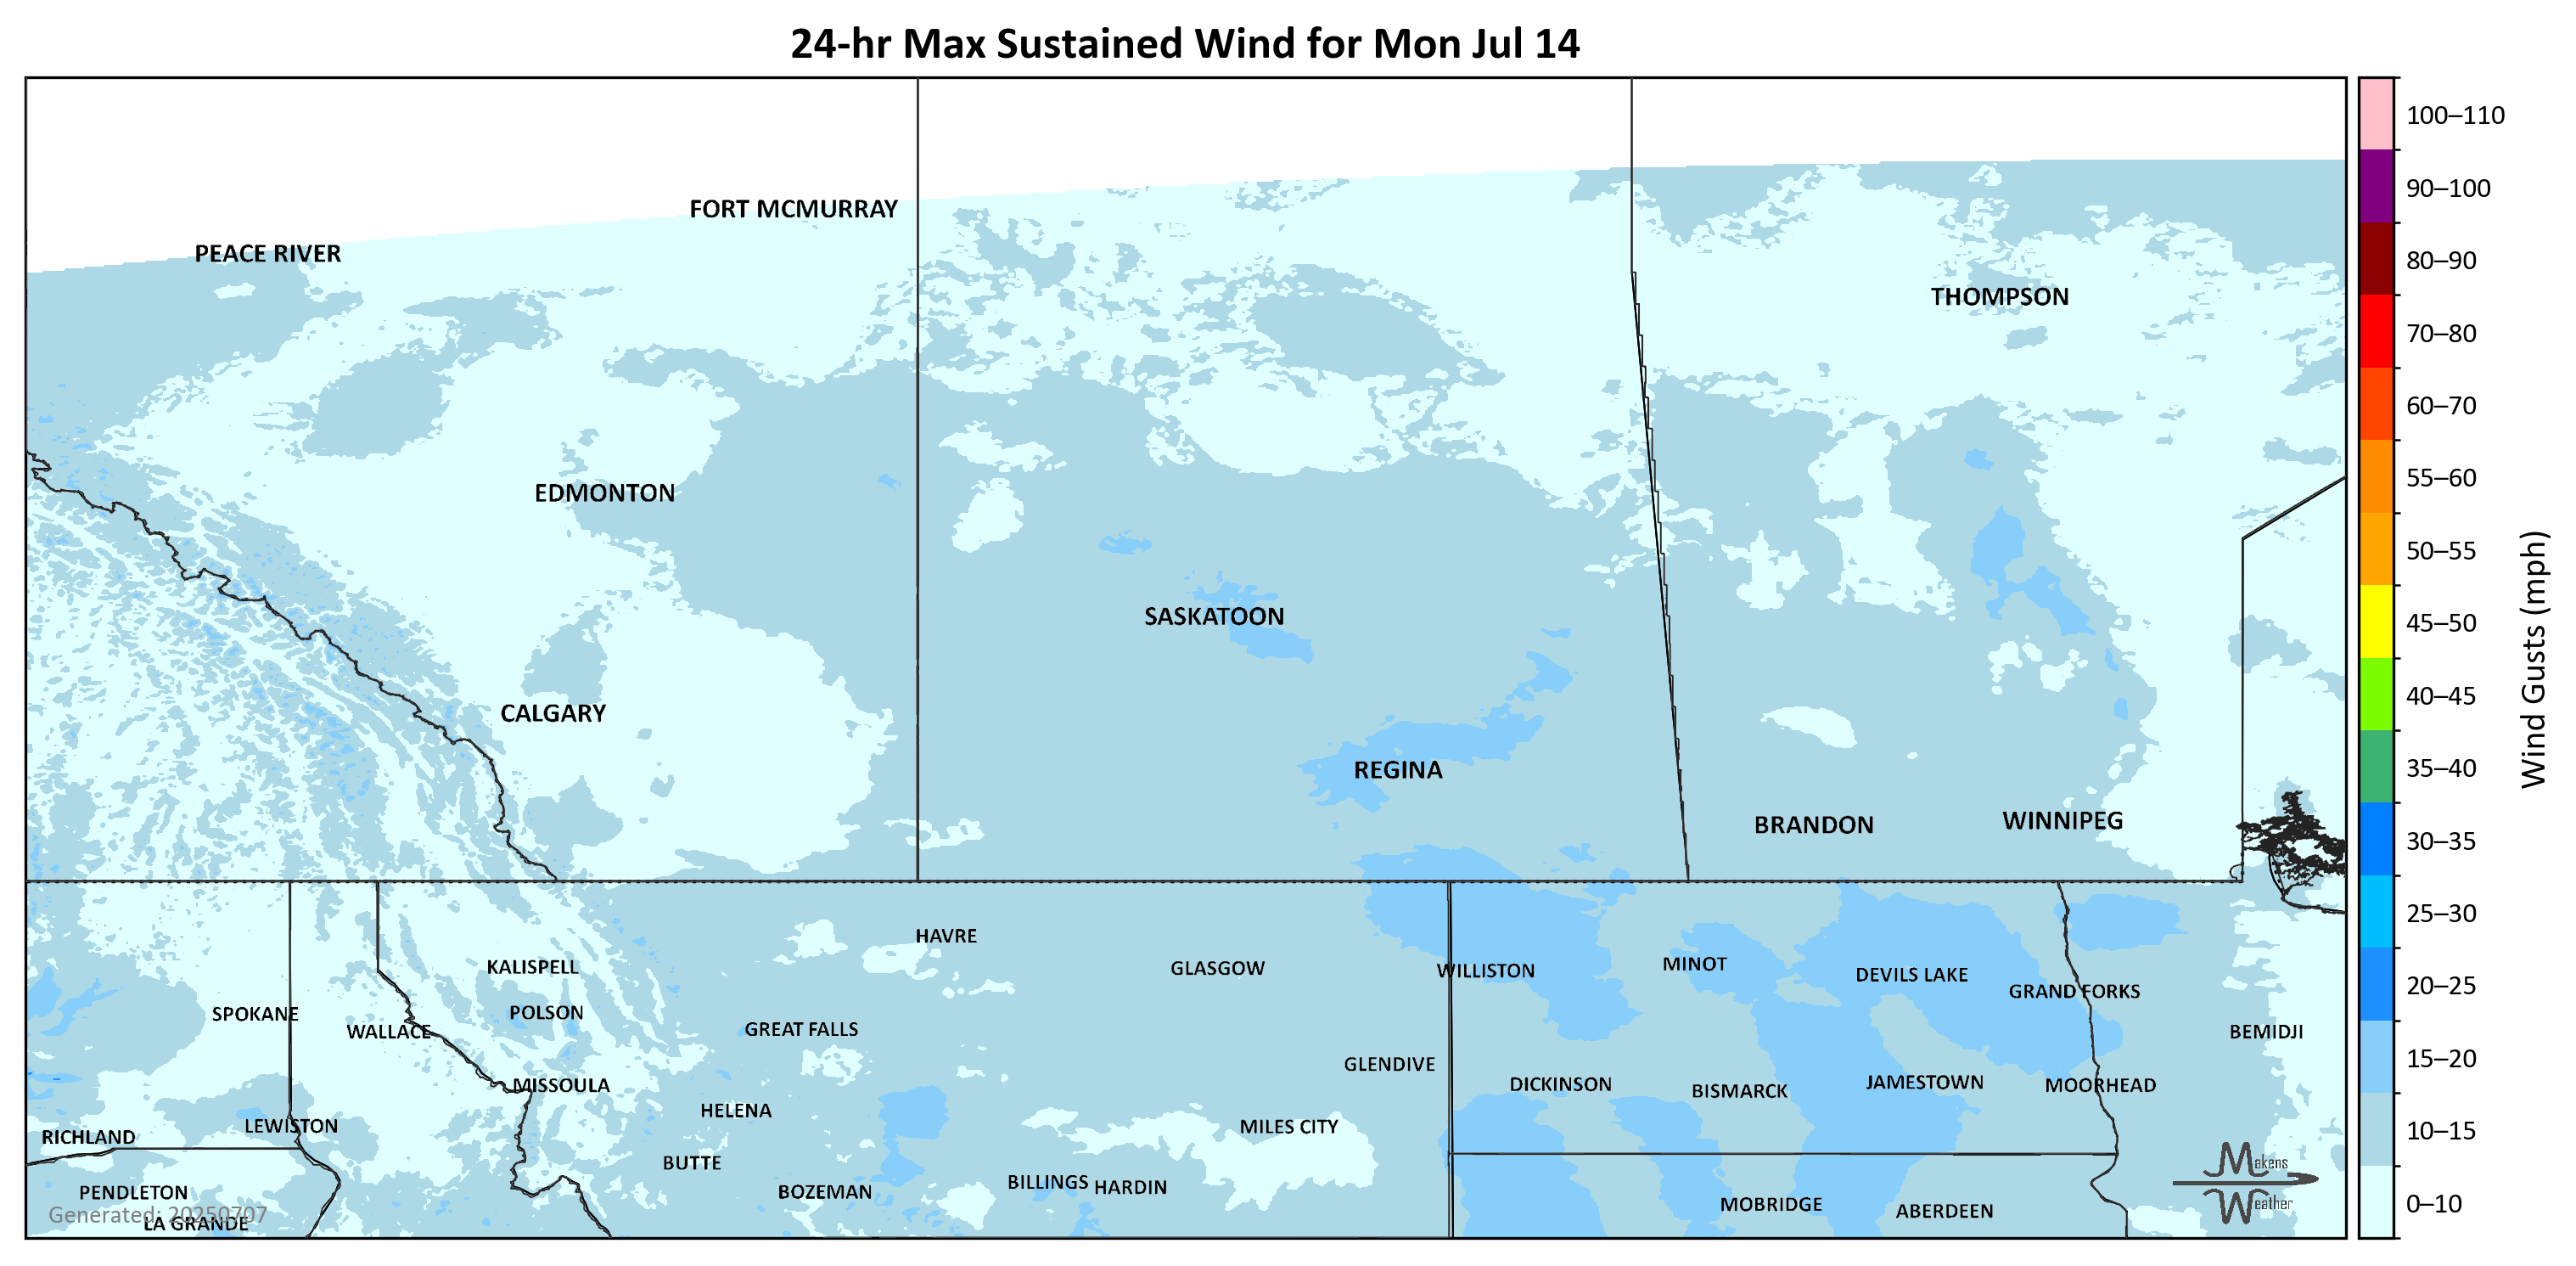 24-hr Max Sustained Wind for Mon Jul 14
100–110
90–100
80–90
70–80
60–70
55–60
50–55
45–50
40–45
35–40
30–35
25–30
20–25
15–20
10–15
0–10
Wind Gusts (mph)
FORT MCMURRAY
PEACE RIVER
THOMPSON
EDMONTON
SASKATOON
CALGARY
REGINA
BRANDON
WINNIPEG
HAVRE
KALISPELL
GLASGOW
WILLISTON
MINOT
DEVILS LAKE
GRAND FORKS
SPOKANE
POLSON
WALLACE
GREAT FALLS
BEMIDJI
GLENDIVE
MISSOULA
DICKINSON
BISMARCK
JAMESTOWN
MOORHEAD
HELENA
LEWISTON
MILES CITY
RICHLAND
BUTTE
PENDLETON
BOZEMAN
BILLINGS
HARDIN
MOBRIDGE
ABERDEEN
Generated: 20250707
LA GRANDE
Makens
Weather